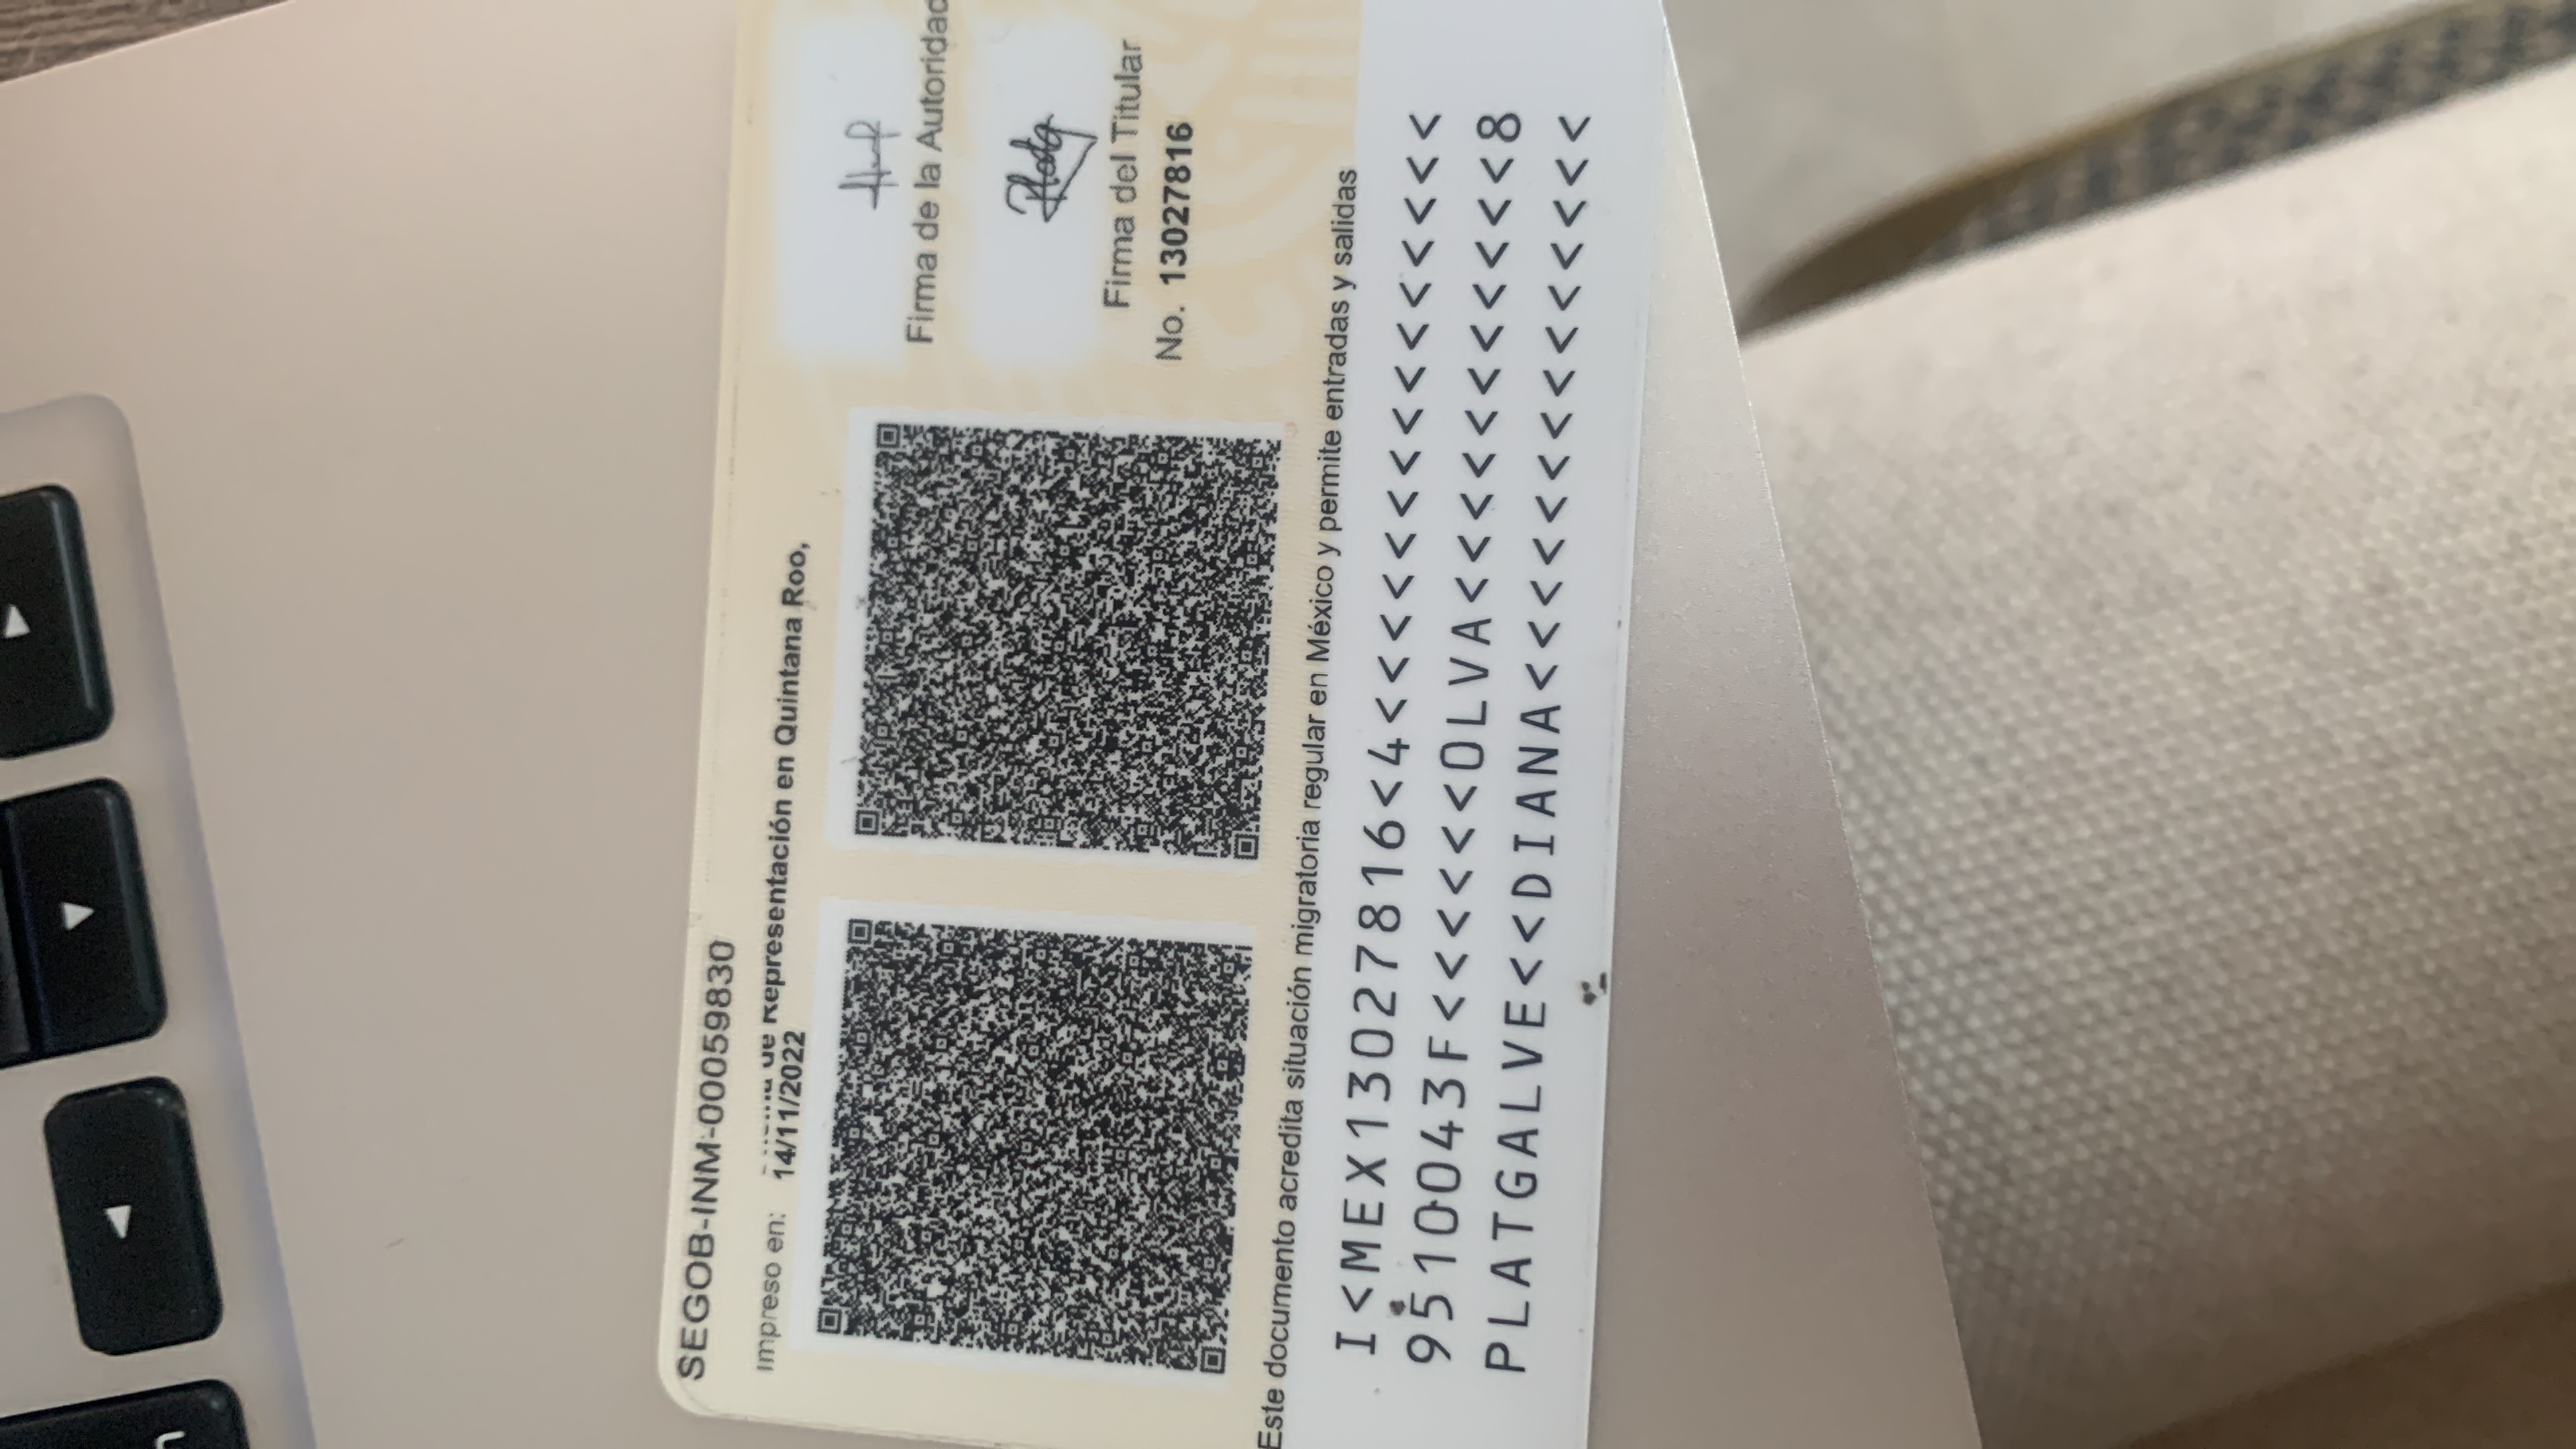 SEGOB-INM-00059830
Impreso en: de Representación en Quintana Roo,
14/11/2022
Firma de la Autoridad
Firma del Titular
No. 13027816
Este documento acredita situación migratoria regular en México y permite entradas y salidas
I<MEX13027816<4<<<<<<<<<<<<<<<
9510043F<<<<<<<OLVA<<<<<<<<<<8
PLATGALVE<<DIANA<<<<<<<<<<<<<<